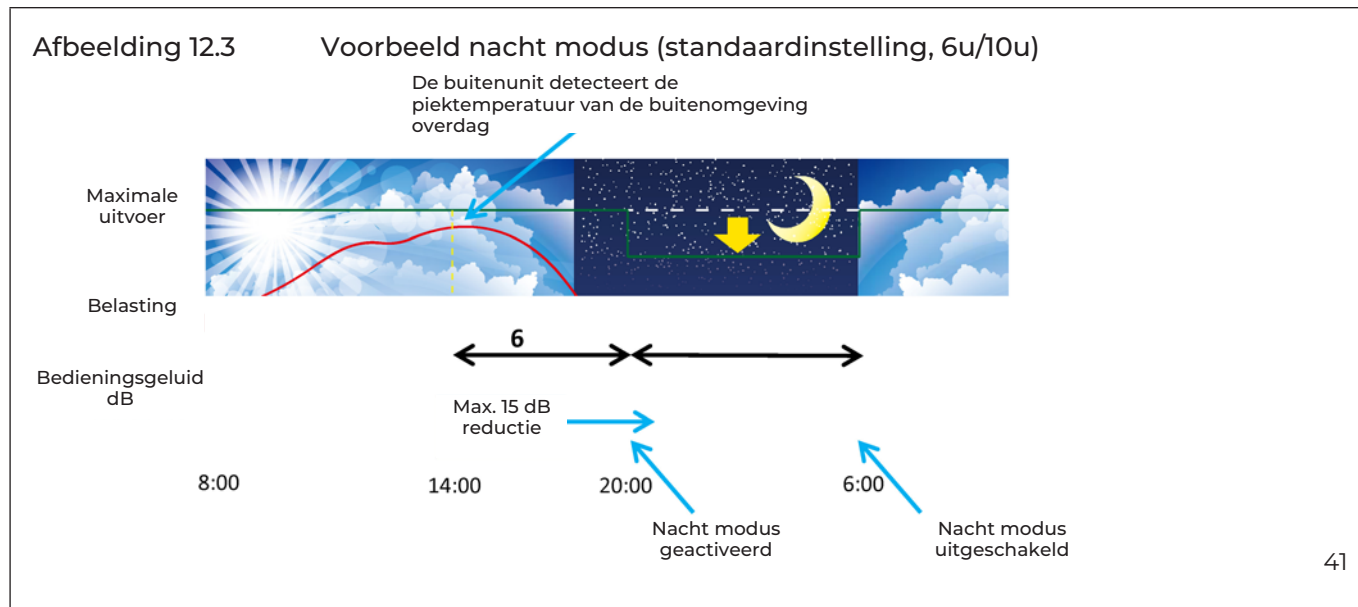 Afbeelding 12.3 Voorbeeld nacht modus (standaardinstelling, 6u/10u)
De buitenunit detecteert de
piektemperatuur van de buitenomgeving
overdag
Maximale
uitvoer
Belasting
6
Bedieningsgeluid
dB
Max. 15 dB
reductie
8:00 14:00 20:00 6:00
Nacht modus
geactiveerd
Nacht modus
uitgeschakeld
41